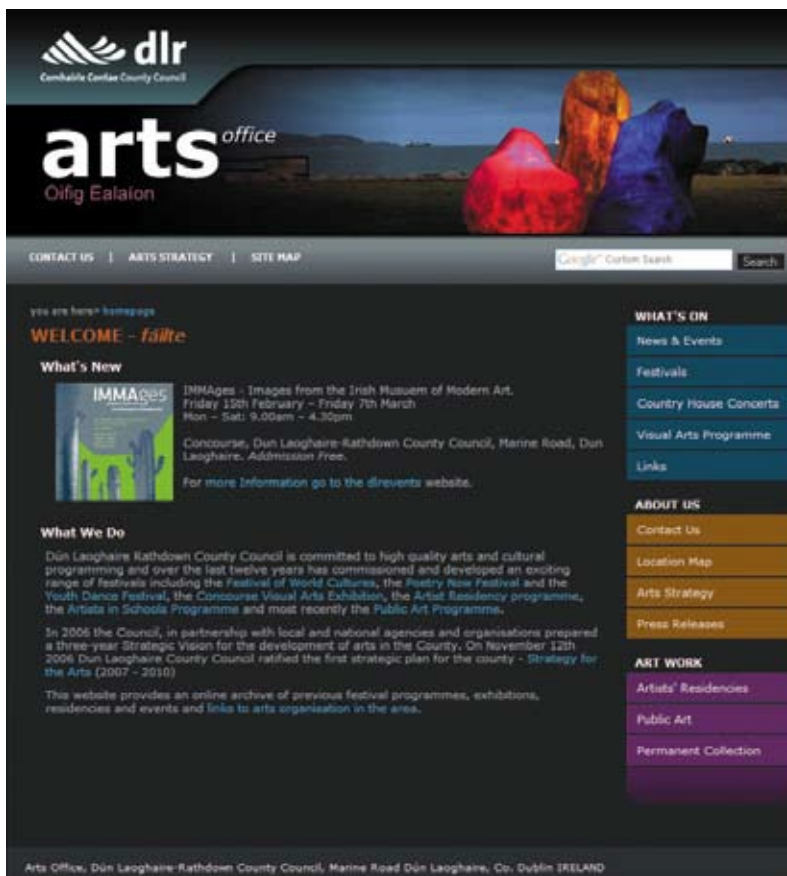 dlr
Comhairle Contae County Council
arts office
Oifig Ealaion
CONTACT US | ARTS STRATEGY | SITE MAP
Google™ Custom Search
Search
you are here> homepage
WELCOME - fáilte
What's New
IMMAges
IMMAges - Images from the Irish Musuem of Modern Art.
Friday 15th February – Friday 7th March
Mon – Sat: 9.00am – 4.30pm
Concourse, Dun Laoghaire-Rathdown County Council, Marine Road, Dun
Laoghaire. Addmission Free.
For more Information go to the dlrevents website.
What We Do
Dún Laoghaire Rathdown County Council is committed to high quality arts and cultural
programming and over the last twelve years has commissioned and developed an exciting
range of festivals including the Festival of World Cultures, the Poetry Now Festival and the
Youth Dance Festival, the Concourse Visual Arts Exhibition, the Artist Residency programme,
the Artists in Schools Programme and most recently the Public Art Programme.
In 2006 the Council, in partnership with local and national agencies and organisations prepared
a three-year Strategic Vision for the development of arts in the County. On November 12th
2006 Dun Laoghaire County Council ratified the first strategic plan for the county - Strategy for
the Arts (2007 - 2010)
This website provides an online archive of previous festival programmes, exhibitions,
residencies and events and links to arts organisation in the area.
WHAT'S ON
News & Events
Festivals
Country House Concerts
Visual Arts Programme
Links
ABOUT US
Contact Us
Location Map
Arts Strategy
Press Releases
ART WORK
Artists' Residencies
Public Art
Permanent Collection
Arts Office, Dún Laoghaire-Rathdown County Council, Marine Road Dún Laoghaire, Co. Dublin IRELAND